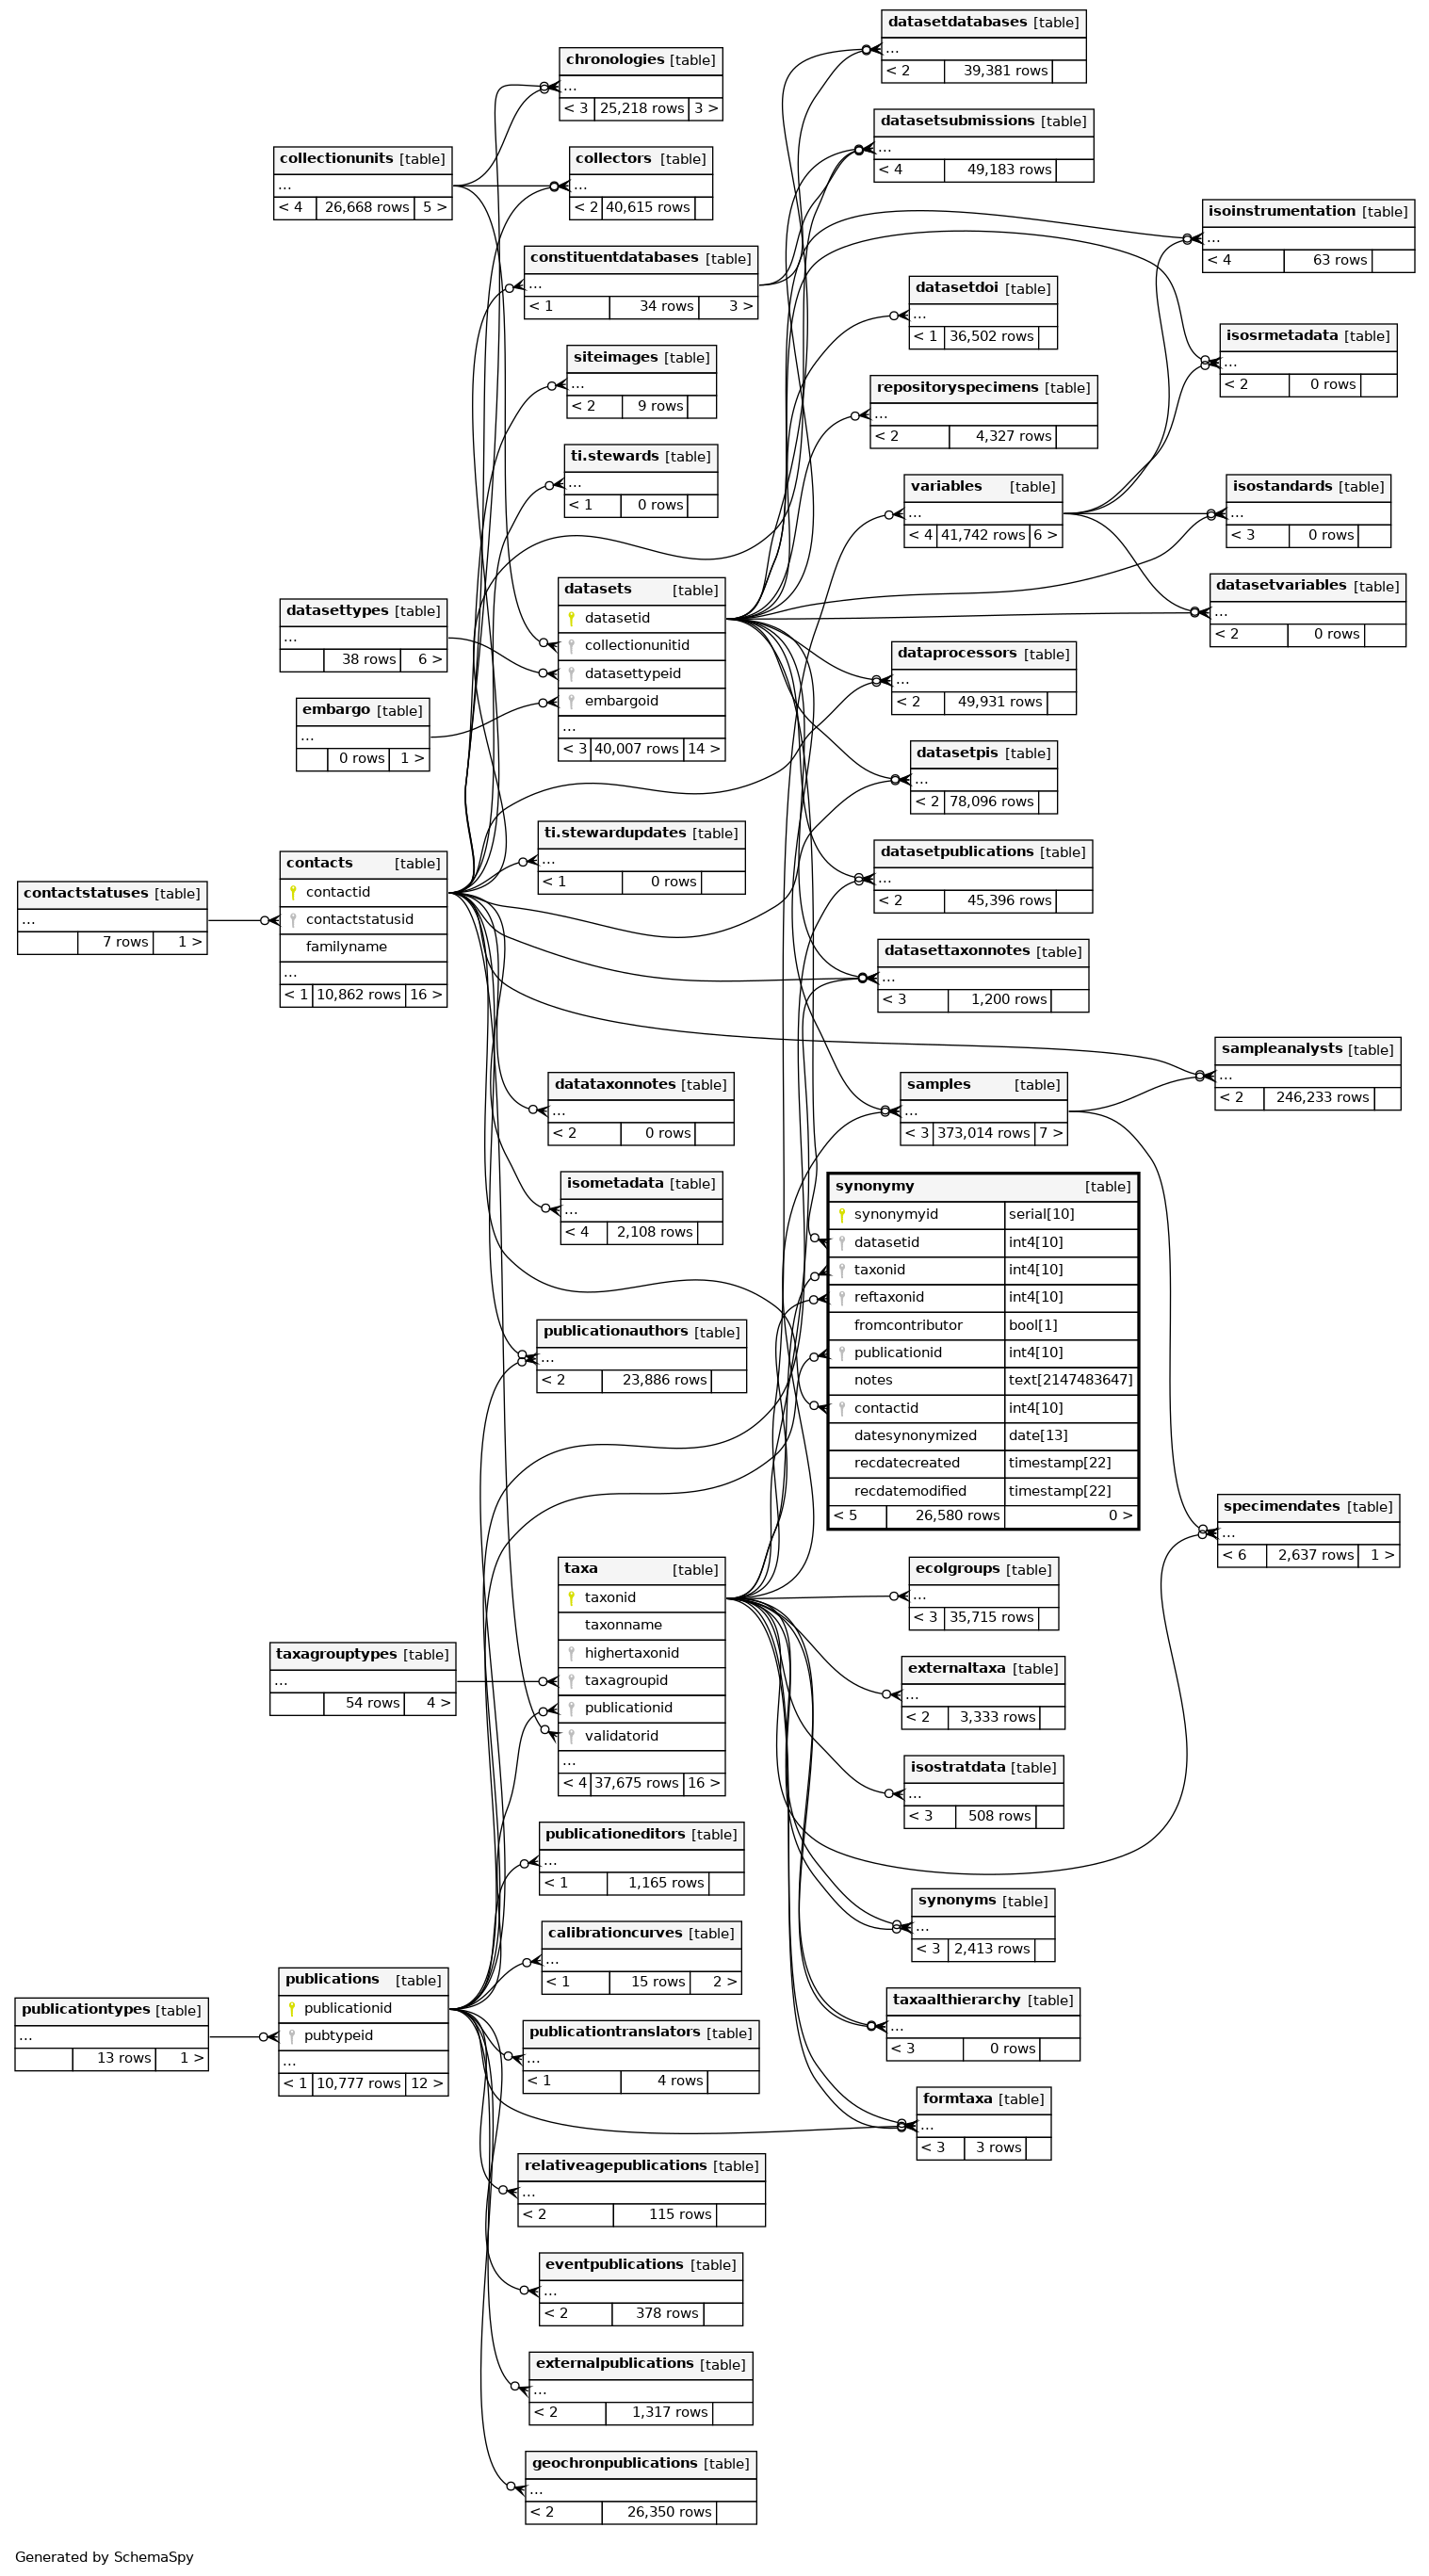 datasetdatabases [table]
...
< 2 39,381 rows
chronologies [table]
...
< 3 25,218 rows 3 >
datasetsubmissions [table]
...
< 4 49,183 rows
collectionunits [table]
...
< 4 26,668 rows 5 >
collectors [table]
...
< 2 40,615 rows
isoinstrumentation [table]
...
< 4 63 rows
constituentdatabases [table]
...
< 1 34 rows 3 >
datasetdoi [table]
...
< 1 36,502 rows
isosrmetadata [table]
...
< 2 0 rows
siteimages [table]
...
< 2 9 rows
repositoryspecimens [table]
...
< 2 4,327 rows
ti.stewards [table]
...
< 1 0 rows
variables [table]
...
< 4 41,742 rows 6 >
isostandards [table]
...
< 3 0 rows
datasetvariables [table]
...
< 2 0 rows
datasets [table]
datasetid
collectionunitid
datasettypeid
embargoid
...
< 3 40,007 rows 14 >
datasettypes [table]
...
38 rows 6 >
embargo [table]
...
0 rows 1 >
dataprocessors [table]
...
< 2 49,931 rows
datasetpis [table]
...
< 2 78,096 rows
ti.stewardupdates [table]
...
< 1 0 rows
datasetpublications [table]
...
< 2 45,396 rows
contacts [table]
contactid
contactstatusid
familyname
...
< 1 10,862 rows 16 >
contactstatuses [table]
...
7 rows 1 >
datasettaxonnotes [table]
...
< 3 1,200 rows
sampleanalysts [table]
...
< 2 246,233 rows
datataxonnotes [table]
...
< 2 0 rows
samples [table]
...
< 3 373,014 rows 7 >
isometadata [table]
...
< 4 2,108 rows
synonymy [table]
synonymyid serial[10]
datasetid int4[10]
taxonid int4[10]
reftaxonid int4[10]
fromcontributor bool[1]
publicationid int4[10]
notes text[2147483647]
contactid int4[10]
datesynonymized date[13]
recdatecreated timestamp[22]
recdatemodified timestamp[22]
< 5 26,580 rows 0 >
publicationauthors [table]
...
< 2 23,886 rows
specimendates [table]
...
< 6 2,637 rows 1 >
taxa [table]
taxonid
taxonname
highertaxonid
taxagroupid
publicationid
validatorid
...
< 4 37,675 rows 16 >
ecolgroups [table]
...
< 3 35,715 rows
taxagrouptypes [table]
...
54 rows 4 >
externaltaxa [table]
...
< 2 3,333 rows
isostratdata [table]
...
< 3 508 rows
publicationeditors [table]
...
< 1 1,165 rows
synonyms [table]
...
< 3 2,413 rows
calibrationcurves [table]
...
< 1 15 rows 2 >
publications [table]
publicationid
pubtypeid
...
< 1 10,777 rows 12 >
publicationtypes [table]
...
13 rows 1 >
taxaalthierarchy [table]
...
< 3 0 rows
publicationtranslators [table]
...
< 1 4 rows
formtaxa [table]
...
< 3 3 rows
relativeagepublications [table]
...
< 2 115 rows
eventpublications [table]
...
< 2 378 rows
externalpublications [table]
...
< 2 1,317 rows
geochronpublications [table]
...
< 2 26,350 rows
Generated by SchemaSpy